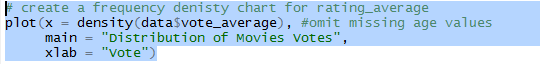 # create a frequency denisty chart for rating_average
plot(x = density(data$vote_average), #omit missing age values
main = "Distribution of Movies Votes",
xlab = "Vote")